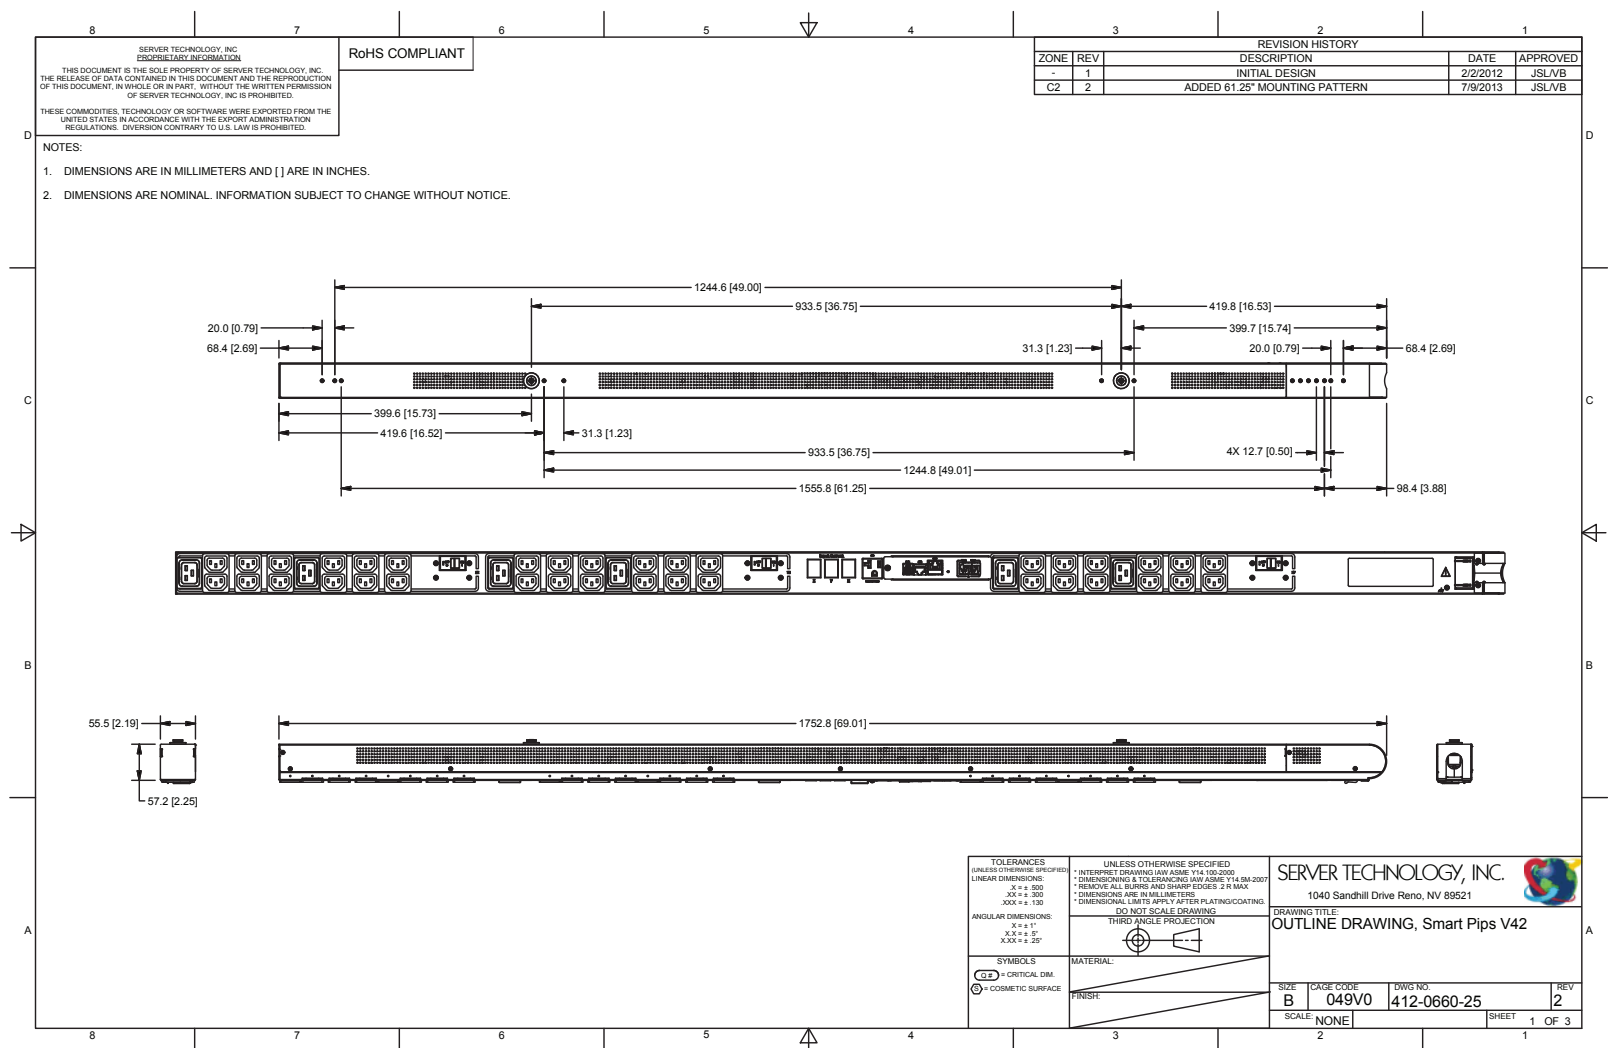 8 7 6 5 4 3 2 1
SERVER TECHNOLOGY, INC
PROPRIETARY INFORMATION
THIS DOCUMENT IS THE SOLE PROPERTY OF SERVER TECHNOLOGY, INC.
THE RELEASE OF DATA CONTAINED IN THIS DOCUMENT AND THE REPRODUCTION
OF THIS DOCUMENT, IN WHOLE OR IN PART, WITHOUT THE WRITTEN PERMISSION
OF SERVER TECHNOLOGY, INC IS PROHIBITED.
THESE COMMODITIES, TECHNOLOGY OR SOFTWARE WERE EXPORTED FROM THE
UNITED STATES IN ACCORDANCE WITH THE EXPORT ADMINISTRATION
REGULATIONS. DIVERSION CONTRARY TO U.S. LAW IS PROHIBITED.
RoHS COMPLIANT
REVISION HISTORY
ZONE REV DESCRIPTION DATE APPROVED
- 1 INITIAL DESIGN 2/2/2012 JSL/VB
C2 2 ADDED 61.25" MOUNTING PATTERN 7/9/2013 JSL/VB
D D
NOTES:
1. DIMENSIONS ARE IN MILLIMETERS AND [ ] ARE IN INCHES.
2. DIMENSIONS ARE NOMINAL. INFORMATION SUBJECT TO CHANGE WITHOUT NOTICE.
1244.6 [49.00]
933.5 [36.75] 419.8 [16.53]
20.0 [0.79] 399.7 [15.74]
68.4 [2.69] 31.3 [1.23] 20.0 [0.79] 68.4 [2.69]
C C
399.6 [15.73]
419.6 [16.52] 31.3 [1.23]
933.5 [36.75] 4X 12.7 [0.50]
1244.8 [49.01]
1555.8 [61.25] 98.4 [3.88]
B B
55.5 [2.19] 1752.8 [69.01]
57.2 [2.25]
A A
TOLERANCES
(UNLESS OTHERWISE SPECIFIED)
LINEAR DIMENSIONS:
.X = ± .500
.XX = ± .300
.XXX = ± .130
ANGULAR DIMENSIONS:
X = ± 1°
X.X = ± .5°
X.XX = ± .25°
SYMBOLS
Q # = CRITICAL DIM.
S = COSMETIC SURFACE
UNLESS OTHERWISE SPECIFIED
* INTERPRET DRAWING IAW ASME Y14.100-2000
* DIMENSIONING & TOLERANCING IAW ASME Y14.5M-2007
* REMOVE ALL BURRS AND SHARP EDGES .2 R MAX
* DIMENSIONS ARE IN MILLIMETERS
* DIMENSIONAL LIMITS APPLY AFTER PLATING/COATING.
DO NOT SCALE DRAWING
THIRD ANGLE PROJECTION
MATERIAL:
FINISH:
SERVER TECHNOLOGY, INC.
1040 Sandhill Drive Reno, NV 89521
DRAWING TITLE:
OUTLINE DRAWING, Smart Pips V42
SIZE CAGE CODE DWG NO. REV
B 049V0 412-0660-25 2
SCALE: NONE SHEET 1 OF 3
8 7 6 5 4 3 2 1